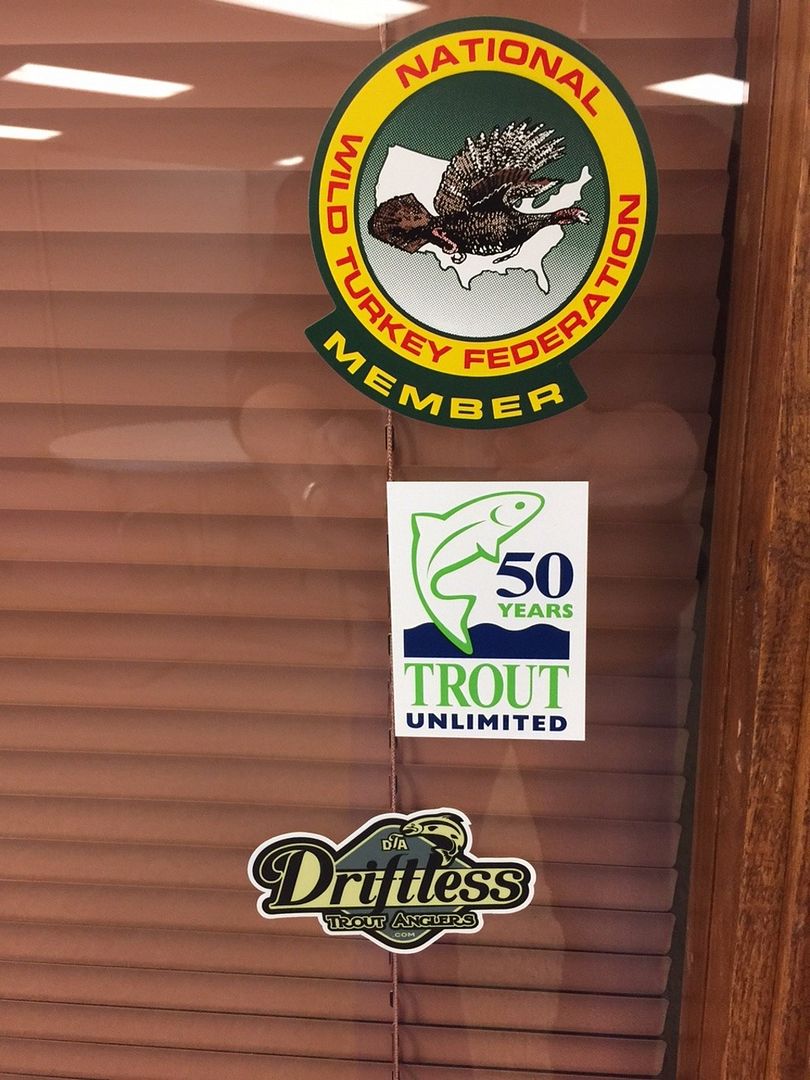 NATIONAL
WILD TURKEY FEDERATION
MEMBER
50
YEARS
TROUT
UNLIMITED
DTA
Driftless
TROUT ANGLERS
.COM